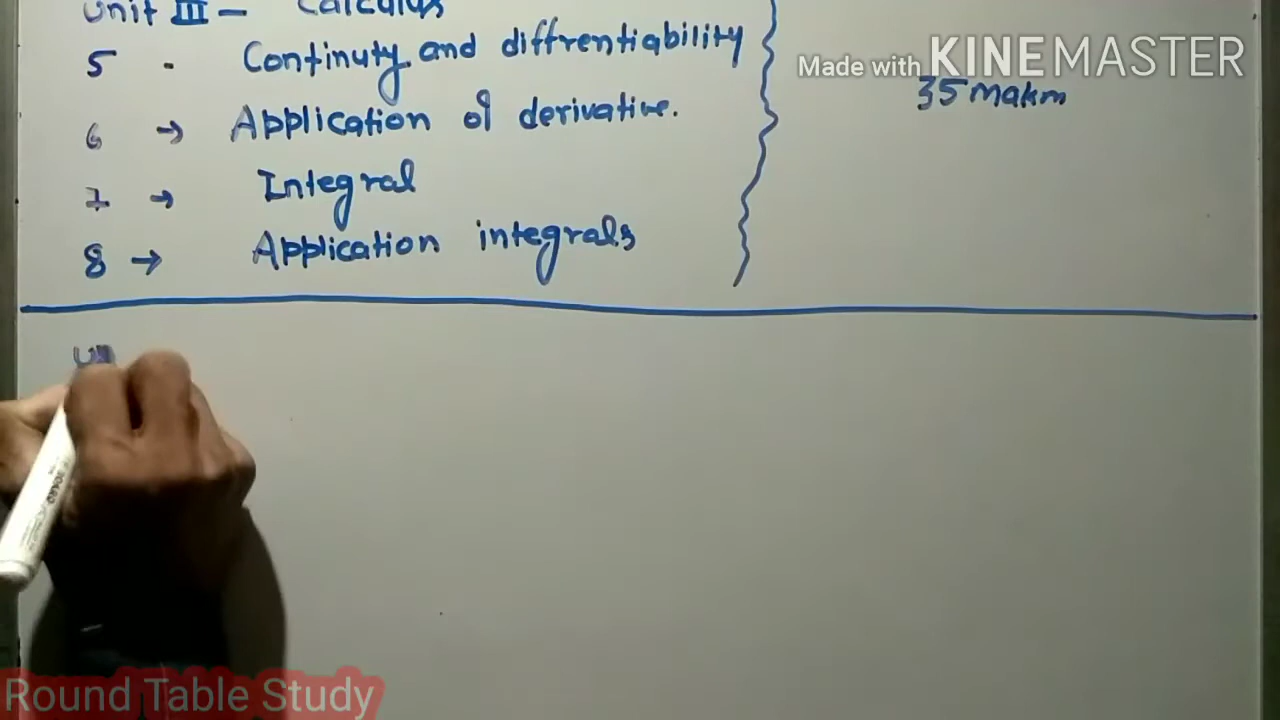 Unit III - Calculus
5 - Continuty and diffrentiability
6 → Application of derivative.
7 → Integral
8 → Application integrals
Made with KINEMASTER
35 
un
Round Table Study